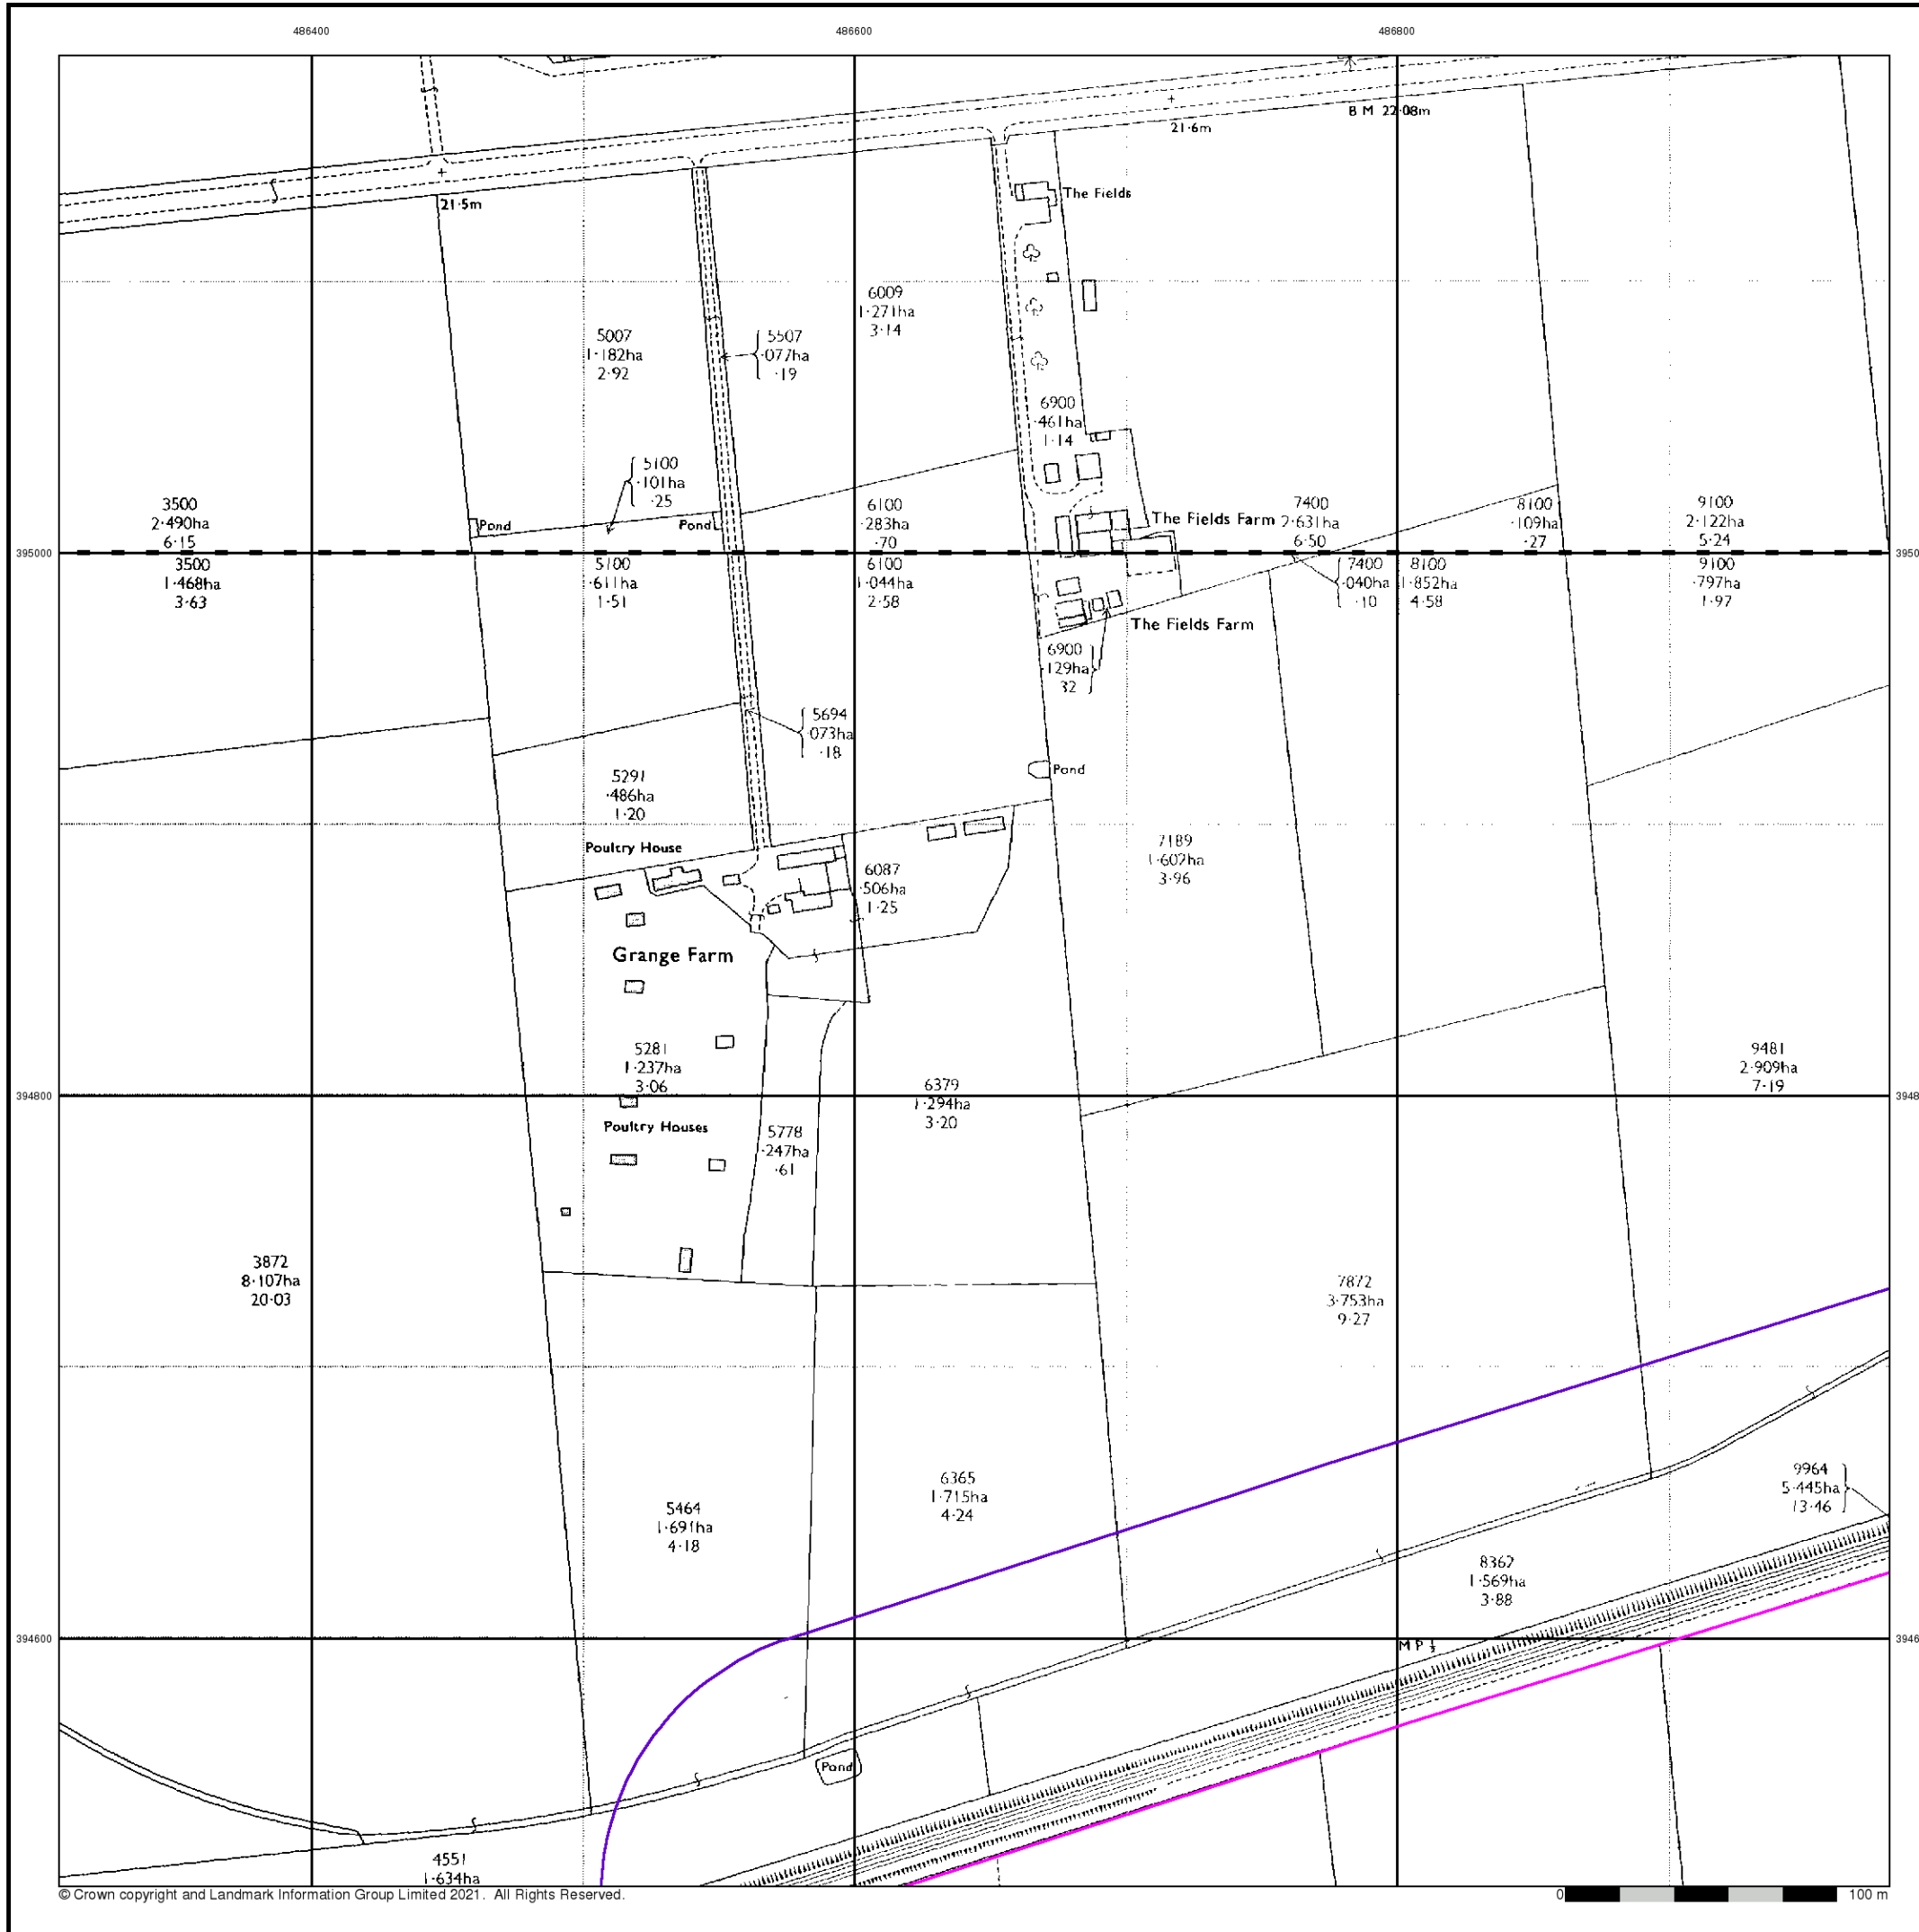 486400 486600 486800
B M 22·08m
21·6m
The Fields
21·5m
6009
1·271ha
3·14
5007
1·182ha
2·92
5507
·077ha
·19
6900
·461ha
1·14
5100
·101ha
·25
3500
2·490ha
6·15
Pond
Pond
6100
·283ha
·70
The Fields Farm
7400
2·631ha
6·50
8100
·109ha
·27
9100
2·122ha
5·24
395000
3950
3500
1·468ha
3·63
5100
·611ha
1·51
6100
1·044ha
2·58
7400
·040ha
·10
8100
1·852ha
4·58
9100
·797ha
1·97
The Fields Farm
6900
·129ha
32
5694
·073ha
·18
Pond
5291
·486ha
1·20
Poultry House
6087
·506ha
1·25
7189
1·602ha
3·96
Grange Farm
5281
1·237ha
3·06
9481
2·909ha
7·19
394800
3948
6379
1·294ha
3·20
Poultry Houses
5778
·247ha
·61
3872
8·107ha
20·03
7872
3·753ha
9·27
6365
1·715ha
4·24
9964
5·445ha
13·46
5464
1·691ha
4·18
8362
1·569ha
3·88
394600
3946
M P ½
Pond
4551
1·634ha
© Crown copyright and Landmark Information Group Limited 2021. All Rights Reserved.
0 100 m